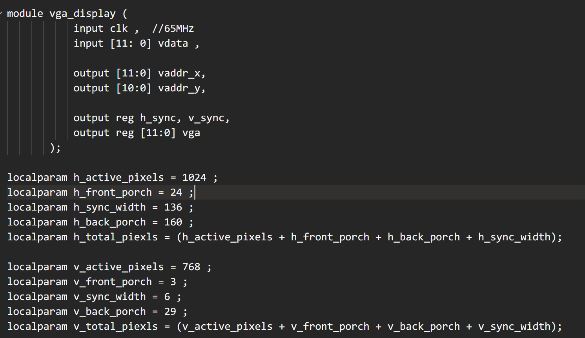 module vga_display (
input clk , //65MHz
input [11: 0] vdata ,
output [11:0] vaddr_x,
output [10:0] vaddr_y,
output reg h_sync, v_sync,
output reg [11:0] vga
);
localparam h_active_pixels = 1024 ;
localparam h_front_porch = 24 ;
localparam h_sync_width = 136 ;
localparam h_back_porch = 160 ;
localparam h_total_piexls = (h_active_pixels + h_front_porch + h_back_porch + h_sync_width);
localparam v_active_pixels = 768 ;
localparam v_front_porch = 3 ;
localparam v_sync_width = 6 ;
localparam v_back_porch = 29 ;
localparam v_total_piexls = (v_active_pixels + v_front_porch + v_back_porch + v_sync_width);